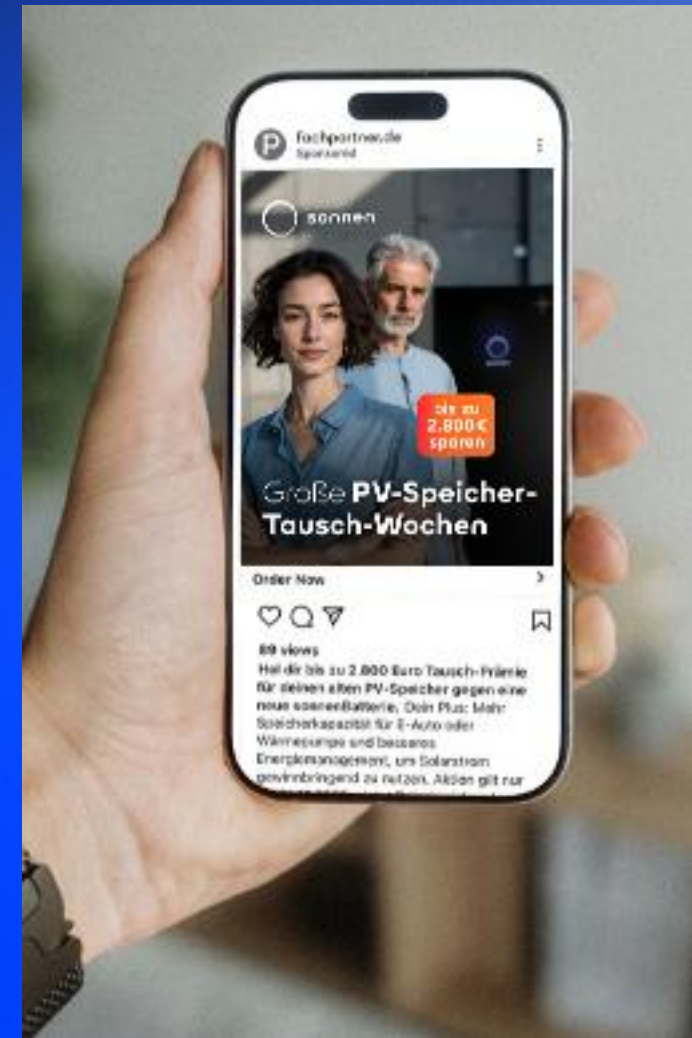 P
fachpartner.de
Sponsored
sonnen
bis zu
2.800€
sparen
Große PV-Speicher-
Tausch-Wochen
Order Now
89 views
Hol dir bis zu 2.800 Euro Tausch-Prämie
für deinen alten PV-Speicher gegen eine
neue sonnenBatterie. Dein Plus: Mehr
Speicherkapazität für E-Auto oder
Wärmepumpe und besseres
Energiemanagement, um Solarstrom
gewinnbringend zu nutzen. Aktion gilt nur